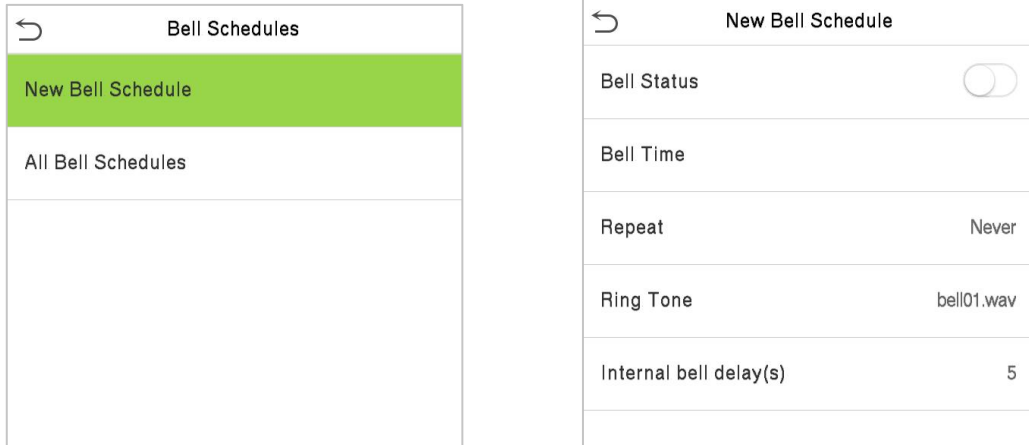 Bell Schedules
New Bell Schedule
All Bell Schedules
New Bell Schedule
Bell Status
Bell Time
Repeat Never
Ring Tone bell01.wav
Internal bell delay(s) 5